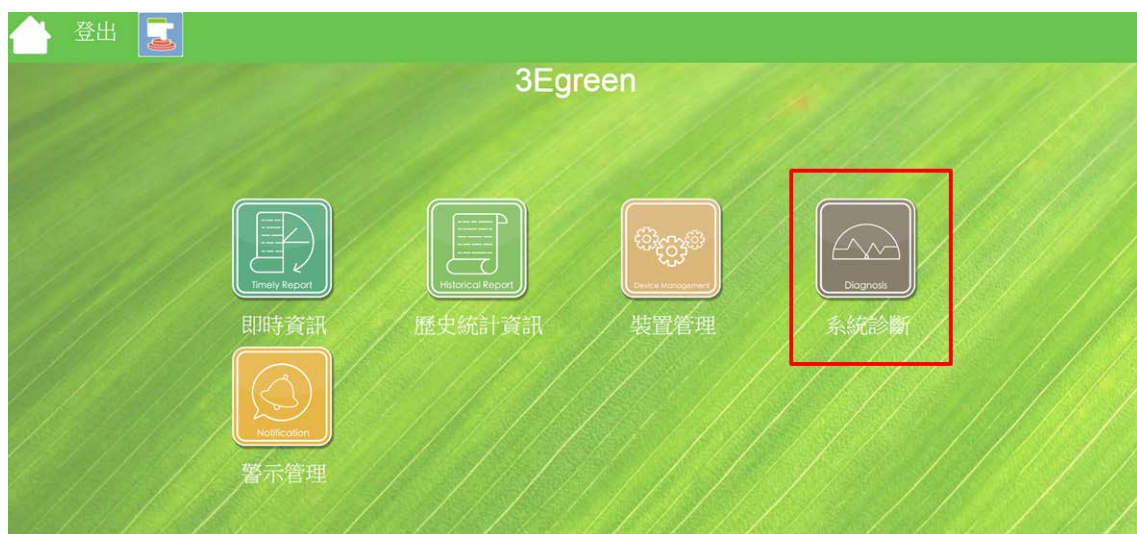 登出
3Egreen
Timely Report
Historical Report
Device Management
Diagnosis
即時資訊
歷史統計資訊
裝置管理
系統診斷
Notification
警示管理